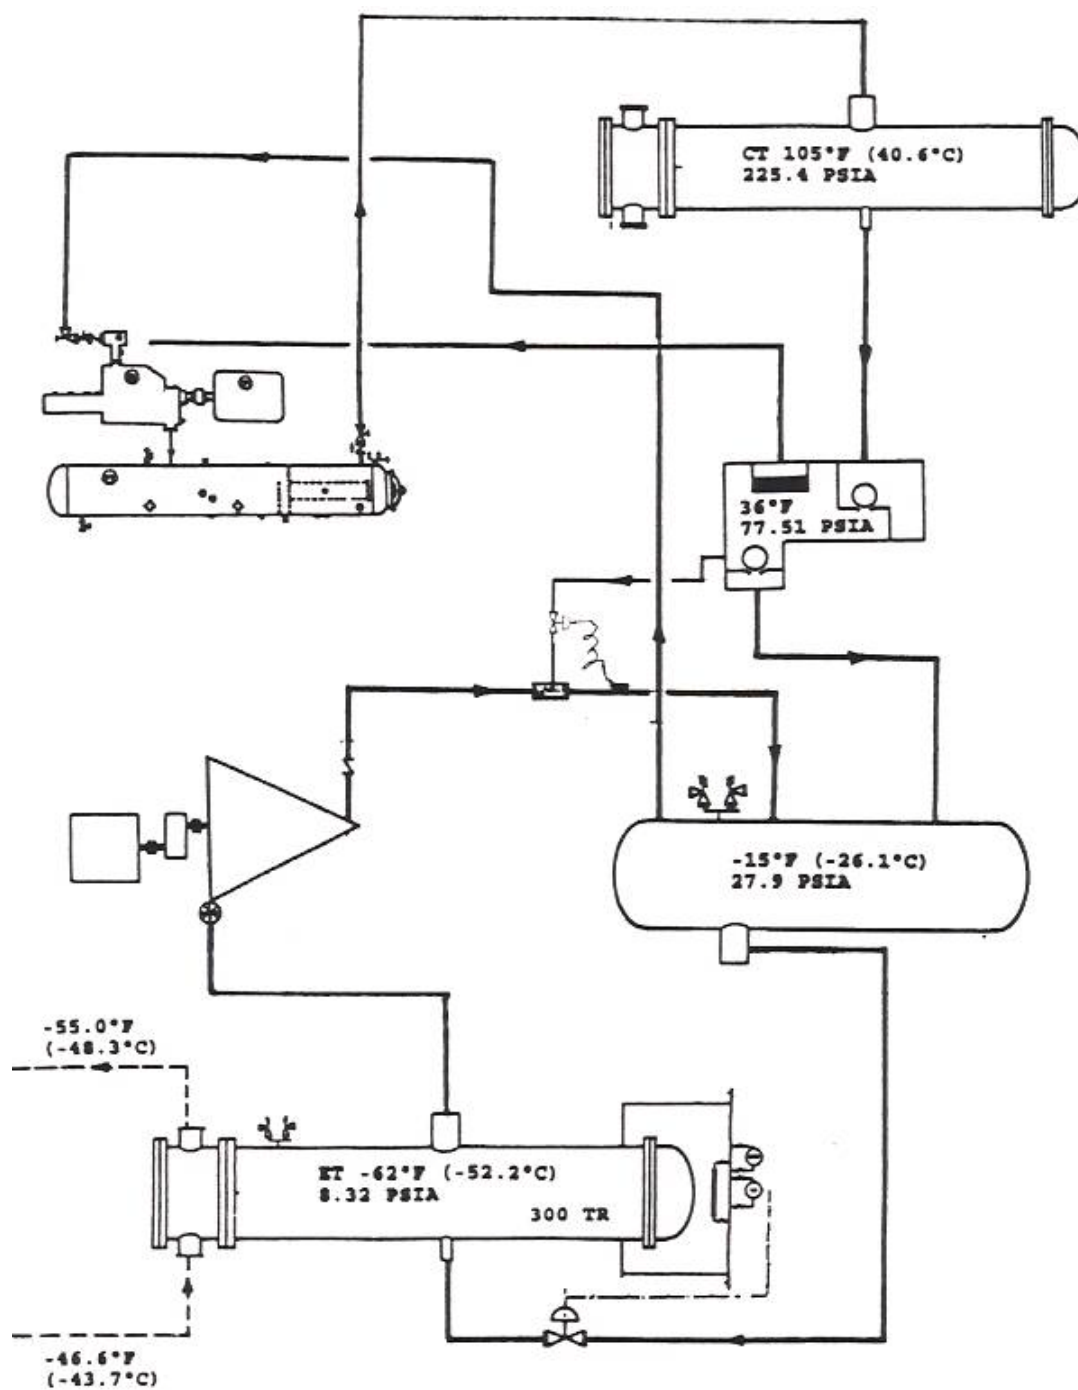 CT 105°F (40.6°C)
225.4 PSIA
36°F
77.51 PSIA
-15°F (-26.1°C)
27.9 PSIA
-55.0°F
(-48.3°C)
ET -62°F (-52.2°C)
8.32 PSIA
300 TR
-46.6°F
(-43.7°C)